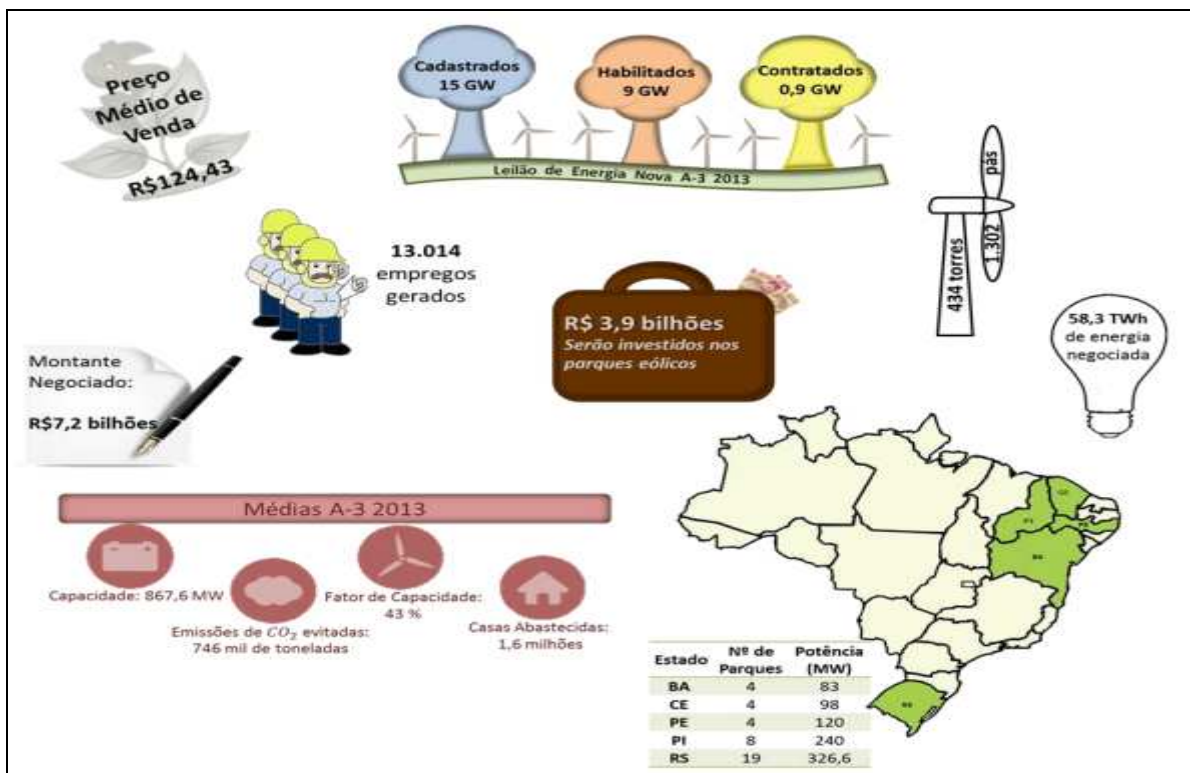 Preço
Médio de
Venda
R$124,43
Cadastrados
15 GW
Habilitados
9 GW
Contratados
0,9 GW
Leilão de Energia Nova A-3 2013
pás
1.302
434 torres
13.014
empregos
gerados
R$ 3,9 bilhões
Serão investidos nos
parques eólicos
58,3 TWh
de energia
negociada
Montante
Negociado:
R$7,2 bilhões
Médias A-3 2013
Capacidade: 867,6 MW
Emissões de CO₂ evitadas:
746 mil de toneladas
Fator de Capacidade:
43 %
Casas Abastecidas:
1,6 milhões
CE
PI
PE
BA
RS
Estado Nº de Parques Potência (MW)
BA 4 83
CE 4 98
PE 4 120
PI 8 240
RS 19 326,6